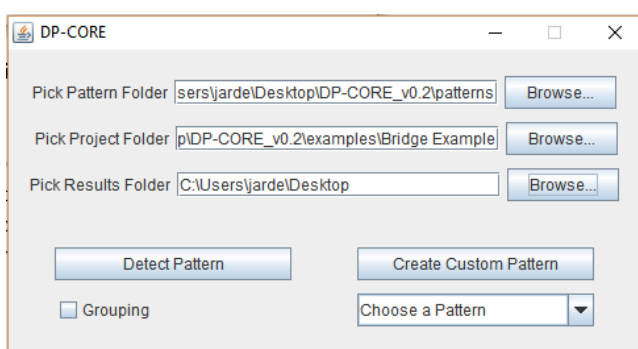 DP-CORE
Pick Pattern Folder sers\jarde\Desktop\DP-CORE_v0.2\patterns Browse...
Pick Project Folder p\DP-CORE_v0.2\examples\Bridge Example Browse...
Pick Results Folder C:\Users\jarde\Desktop Browse...
Detect Pattern Create Custom Pattern
Grouping Choose a Pattern